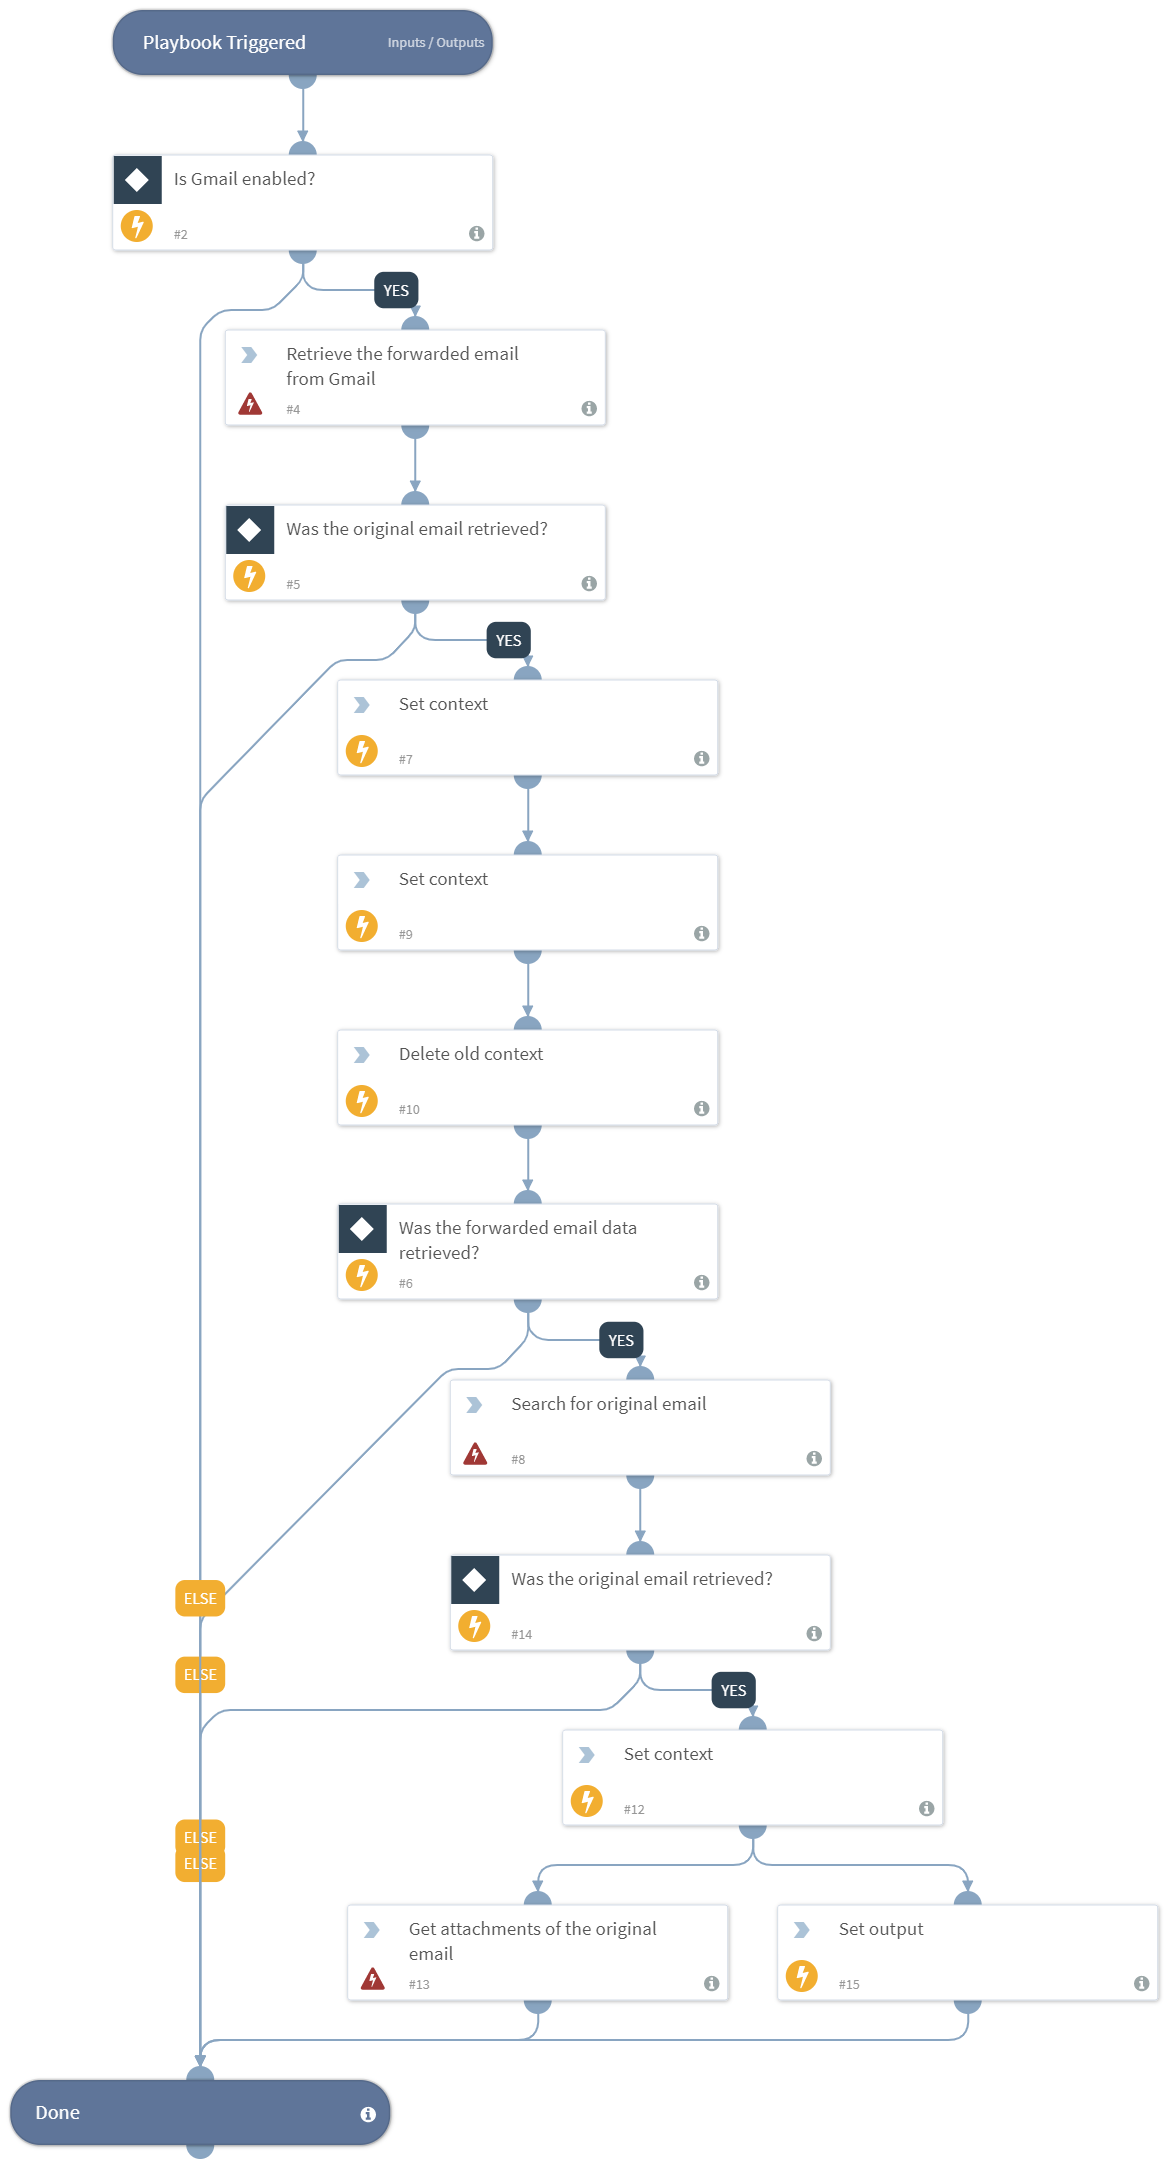 Playbook Triggered
Inputs / Outputs
Is Gmail enabled?
#2
YES
Retrieve the forwarded email
from Gmail
#4
Was the original email retrieved?
#5
YES
Set context
#7
Set context
#9
Delete old context
#10
Was the forwarded email data
retrieved?
#6
YES
Search for original email
#8
Was the original email retrieved?
#14
ELSE
ELSE
YES
Set context
#12
ELSE
ELSE
Get attachments of the original
email
#13
Set output
#15
Done